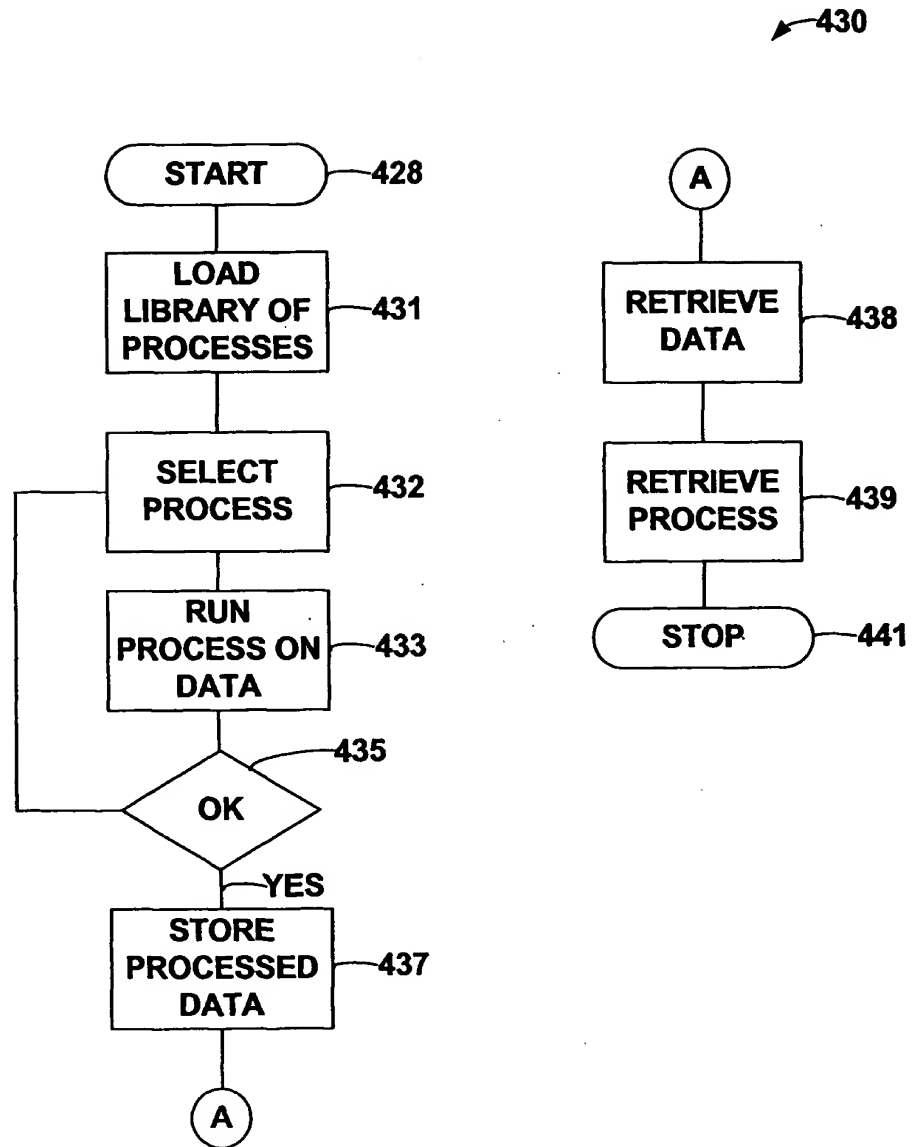 430
START
428
LOAD
LIBRARY OF
PROCESSES
431
SELECT
PROCESS
432
RUN
PROCESS ON
DATA
433
435
OK
YES
STORE
PROCESSED
DATA
437
A
A
RETRIEVE
DATA
438
RETRIEVE
PROCESS
439
STOP
441